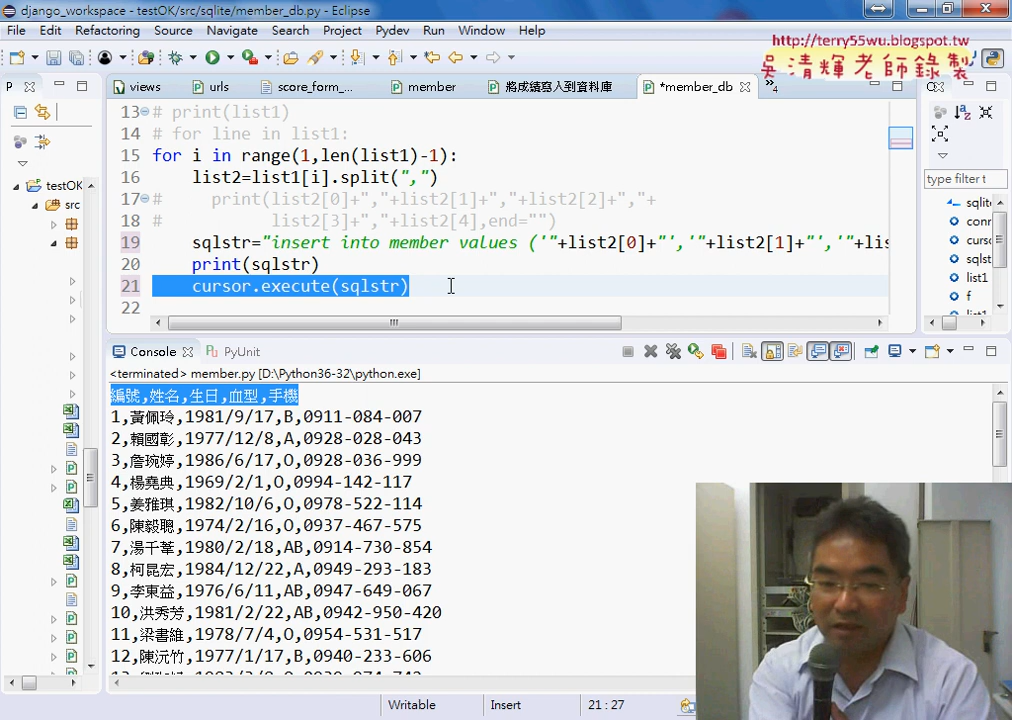 django_workspace - testOK/src/sqlite/member_db.py - Eclipse
File Edit Refactoring Source Navigate Search Project Pydev Run Window Help
http://terry55wu.blogspot.tw
吳清輝老師錄製
P views urls score_form_... member 將成績寫入到資料庫 *member_db 4
13 # print(list1)
14 # for line in list1:
15 for i in range(1,len(list1)-1):
16 list2=list1[i].split(",")
17 # print(list2[0]+","+list2[1]+","+list2[2]+","+
18 # list2[3]+","+list2[4],end="")
19 sqlstr="insert into member values ('"+list2[0]+"','"+list2[1]+"','"+lis
20 print(sqlstr)
21 cursor.execute(sqlstr)
22
testOK
src
type filter t
sqlite
conn
curso
sqlst
list1
f
Console PyUnit
<terminated> member.py [D:\Python36-32\python.exe]
編號,姓名,生日,血型,手機
1,黃佩玲,1981/9/17,B,0911-084-007
2,賴國彰,1977/12/8,A,0928-028-043
3,詹琬婷,1986/6/17,O,0928-036-999
4,楊堯典,1969/2/1,O,0994-142-117
5,姜雅琪,1982/10/6,O,0978-522-114
6,陳毅聰,1974/2/16,O,0937-467-575
7,湯千葦,1980/2/18,AB,0914-730-854
8,柯昆宏,1984/12/22,A,0949-293-183
9,李東益,1976/6/11,AB,0947-649-067
10,洪秀芳,1981/2/22,AB,0942-950-420
11,梁書維,1978/7/4,O,0954-531-517
12,陳沅竹,1977/1/17,B,0940-233-606
Writable Insert 21 : 27